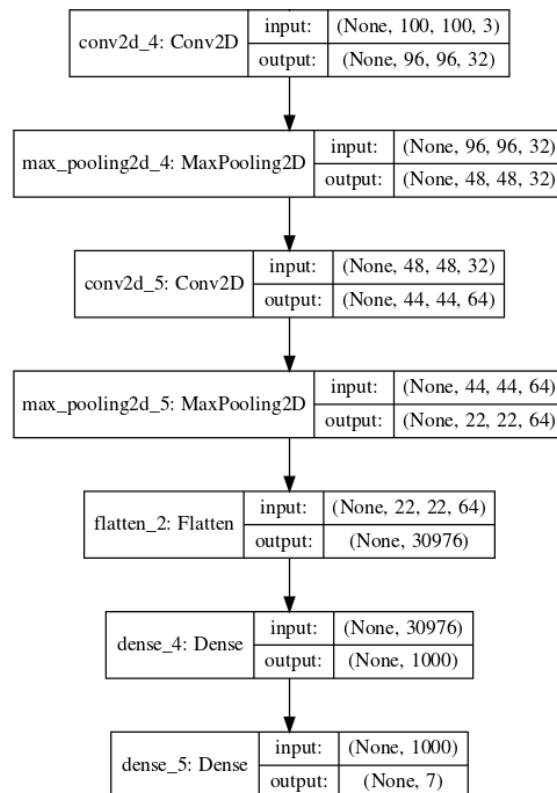 conv2d_4: Conv2D
input: (None, 100, 100, 3)
output: (None, 96, 96, 32)
max_pooling2d_4: MaxPooling2D
input: (None, 96, 96, 32)
output: (None, 48, 48, 32)
conv2d_5: Conv2D
input: (None, 48, 48, 32)
output: (None, 44, 44, 64)
max_pooling2d_5: MaxPooling2D
input: (None, 44, 44, 64)
output: (None, 22, 22, 64)
flatten_2: Flatten
input: (None, 22, 22, 64)
output: (None, 30976)
dense_4: Dense
input: (None, 30976)
output: (None, 1000)
dense_5: Dense
input: (None, 1000)
output: (None, 7)